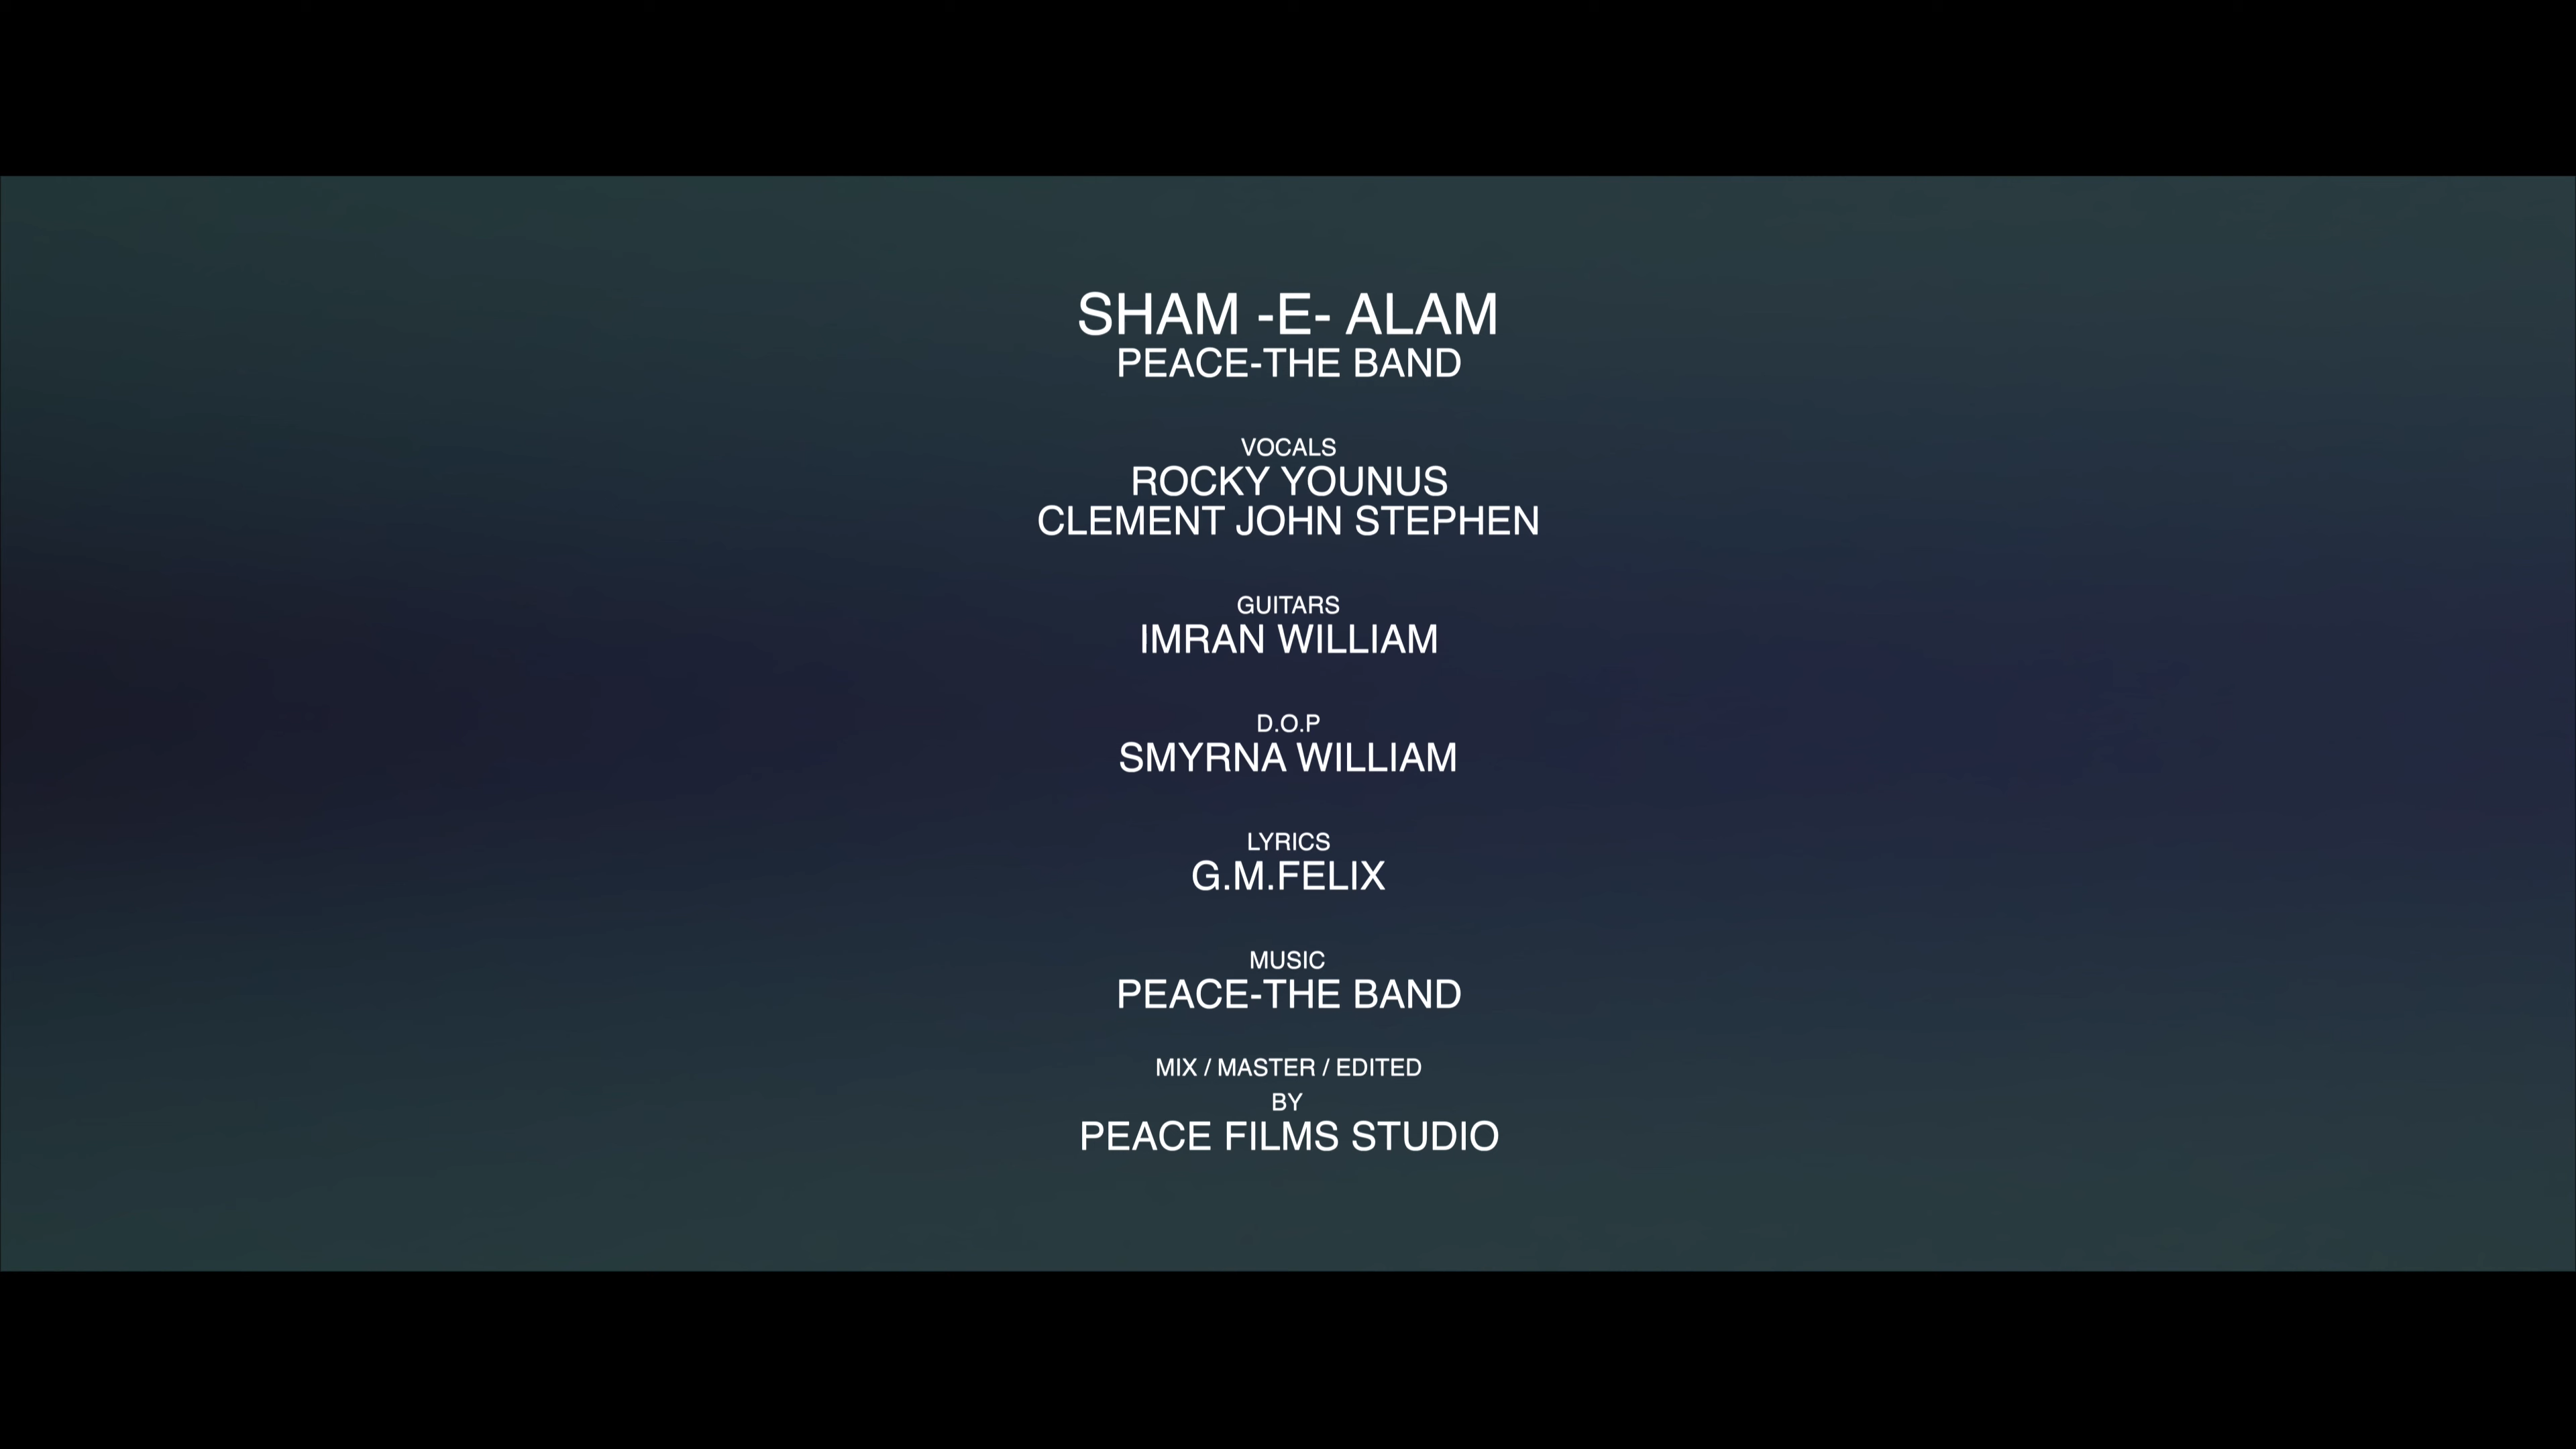 SHAM -E- ALAM
PEACE-THE BAND
VOCALS
ROCKY YOUNUS
CLEMENT JOHN STEPHEN
GUITARS
IMRAN WILLIAM
D.O.P
SMYRNA WILLIAM
LYRICS
G.M.FELIX
MUSIC
PEACE-THE BAND
MIX / MASTER / EDITED
BY
PEACE FILMS STUDIO